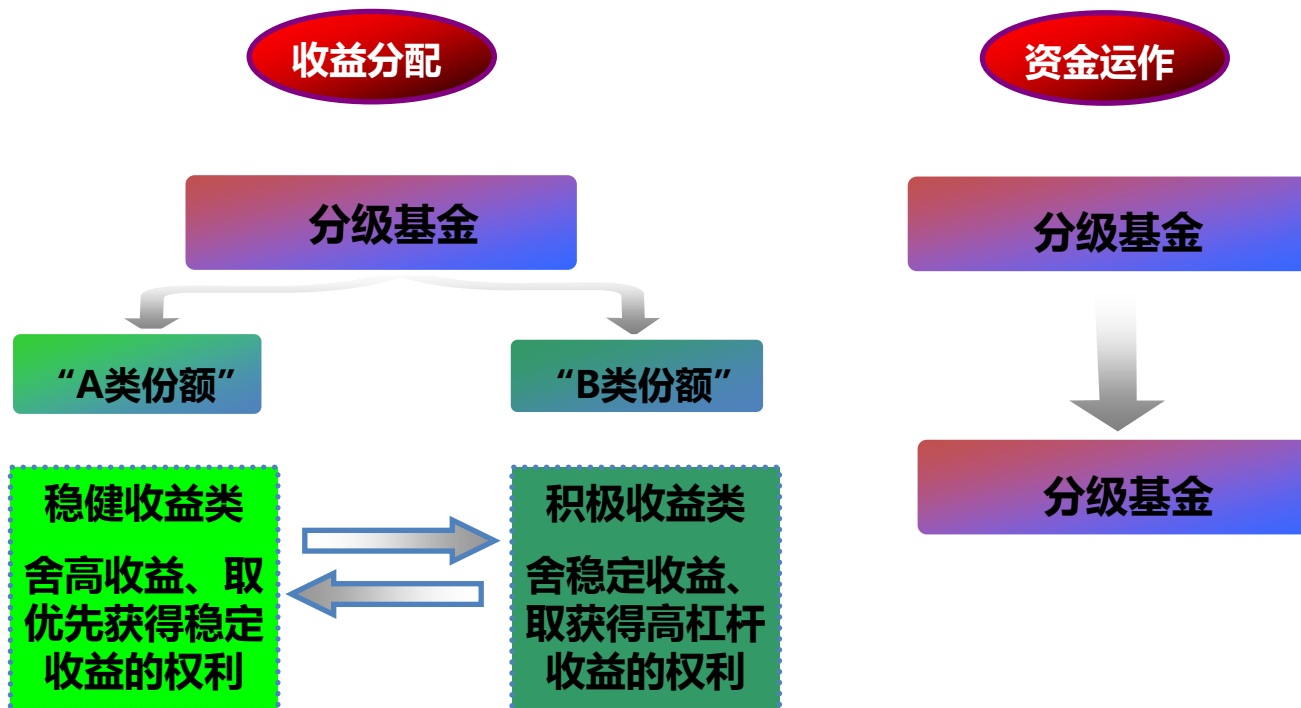 收益分配
资金运作
分级基金
分级基金
“A类份额”
“B类份额”
分级基金
稳健收益类
舍高收益、取
优先获得稳定
收益的权利
积极收益类
舍稳定收益、
取获得高杠杆
收益的权利